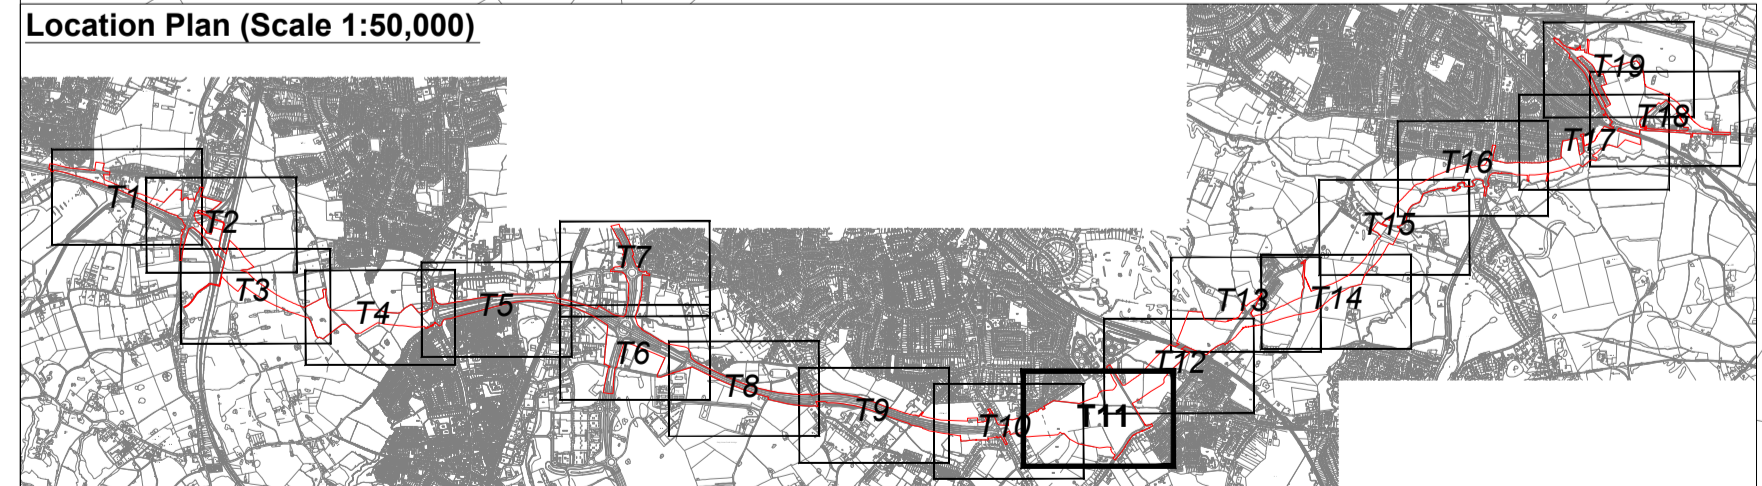 Location Plan (Scale 1:50,000)
T1
T2
T3
T4
T5
T6
T7
T8
T9
T10
T11
T12
T13
T14
T15
T16
T17
T18
T19